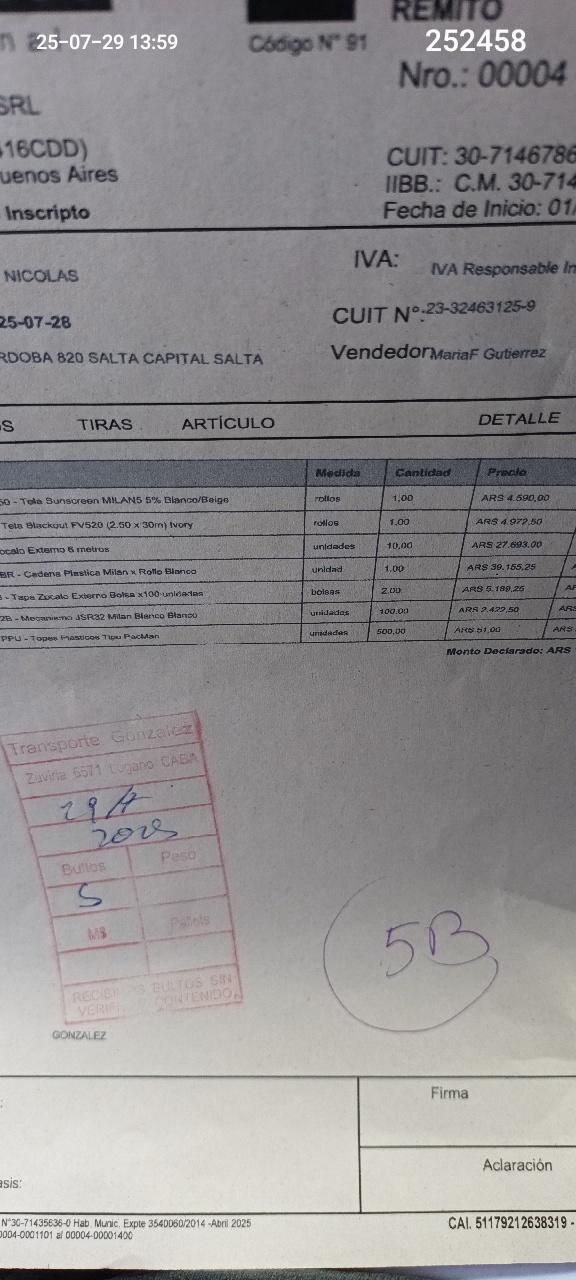 REMITO
25-07-29 13:59
Código N° 91
252458
Nro.: 00004
SRL
416CDD)
CUIT: 30-7146786
uenos Aires
IIBB.: C.M. 30-714
Inscripto
Fecha de Inicio: 01/
NICOLAS
IVA:
IVA Responsable In
25-07-28
CUIT N°:23-32463125-9
RDOBA 820 SALTA CAPITAL SALTA
Vendedor MariaF Gutierrez
OS TIRAS ARTÍCULO DETALLE
Medida Cantidad Precio
50 - Tela Sunscreen MILAN5 5% Blanco/Beige rollos 1,00 ARS 4.590,00
Tela Blackout FV520 (2.50 x 30m) Ivory rollos 1.00 ARS 4.972,50
ocalo Externo 6 metros unidades 10,00 ARS 27.693.00
BR - Cadena Plastica Milan x Rollo Blanco unidad 1,00 ARS 39.155,25
- Tapa Zocalo Externo Bolsa x100 unidades bolsas 2,00 ARS 5.189,25
2B - Mecanismo JSR32 Milan Blanco Blanco unidades 100,00 ARS 2.422,50 ARS
PPU - Topes Plasticos Tipo PacMan unidades 500,00 ARS 51,00 ARS
Monto Declarado: ARS
Transporte Gonzalez
Zuviria 6571 Lugano CABA
29/7
2025
Bultos Peso
5
M3 Pallets
5B
BULTOS SIN
CONTENIDO
GONZALEZ
Firma
Aclaración
asis:
N°30-71435636-0 Hab. Munic. Expte 3540060/2014 -Abril 2025
CAI. 51179212638319 -
0004-0001101 al 00004-00001400